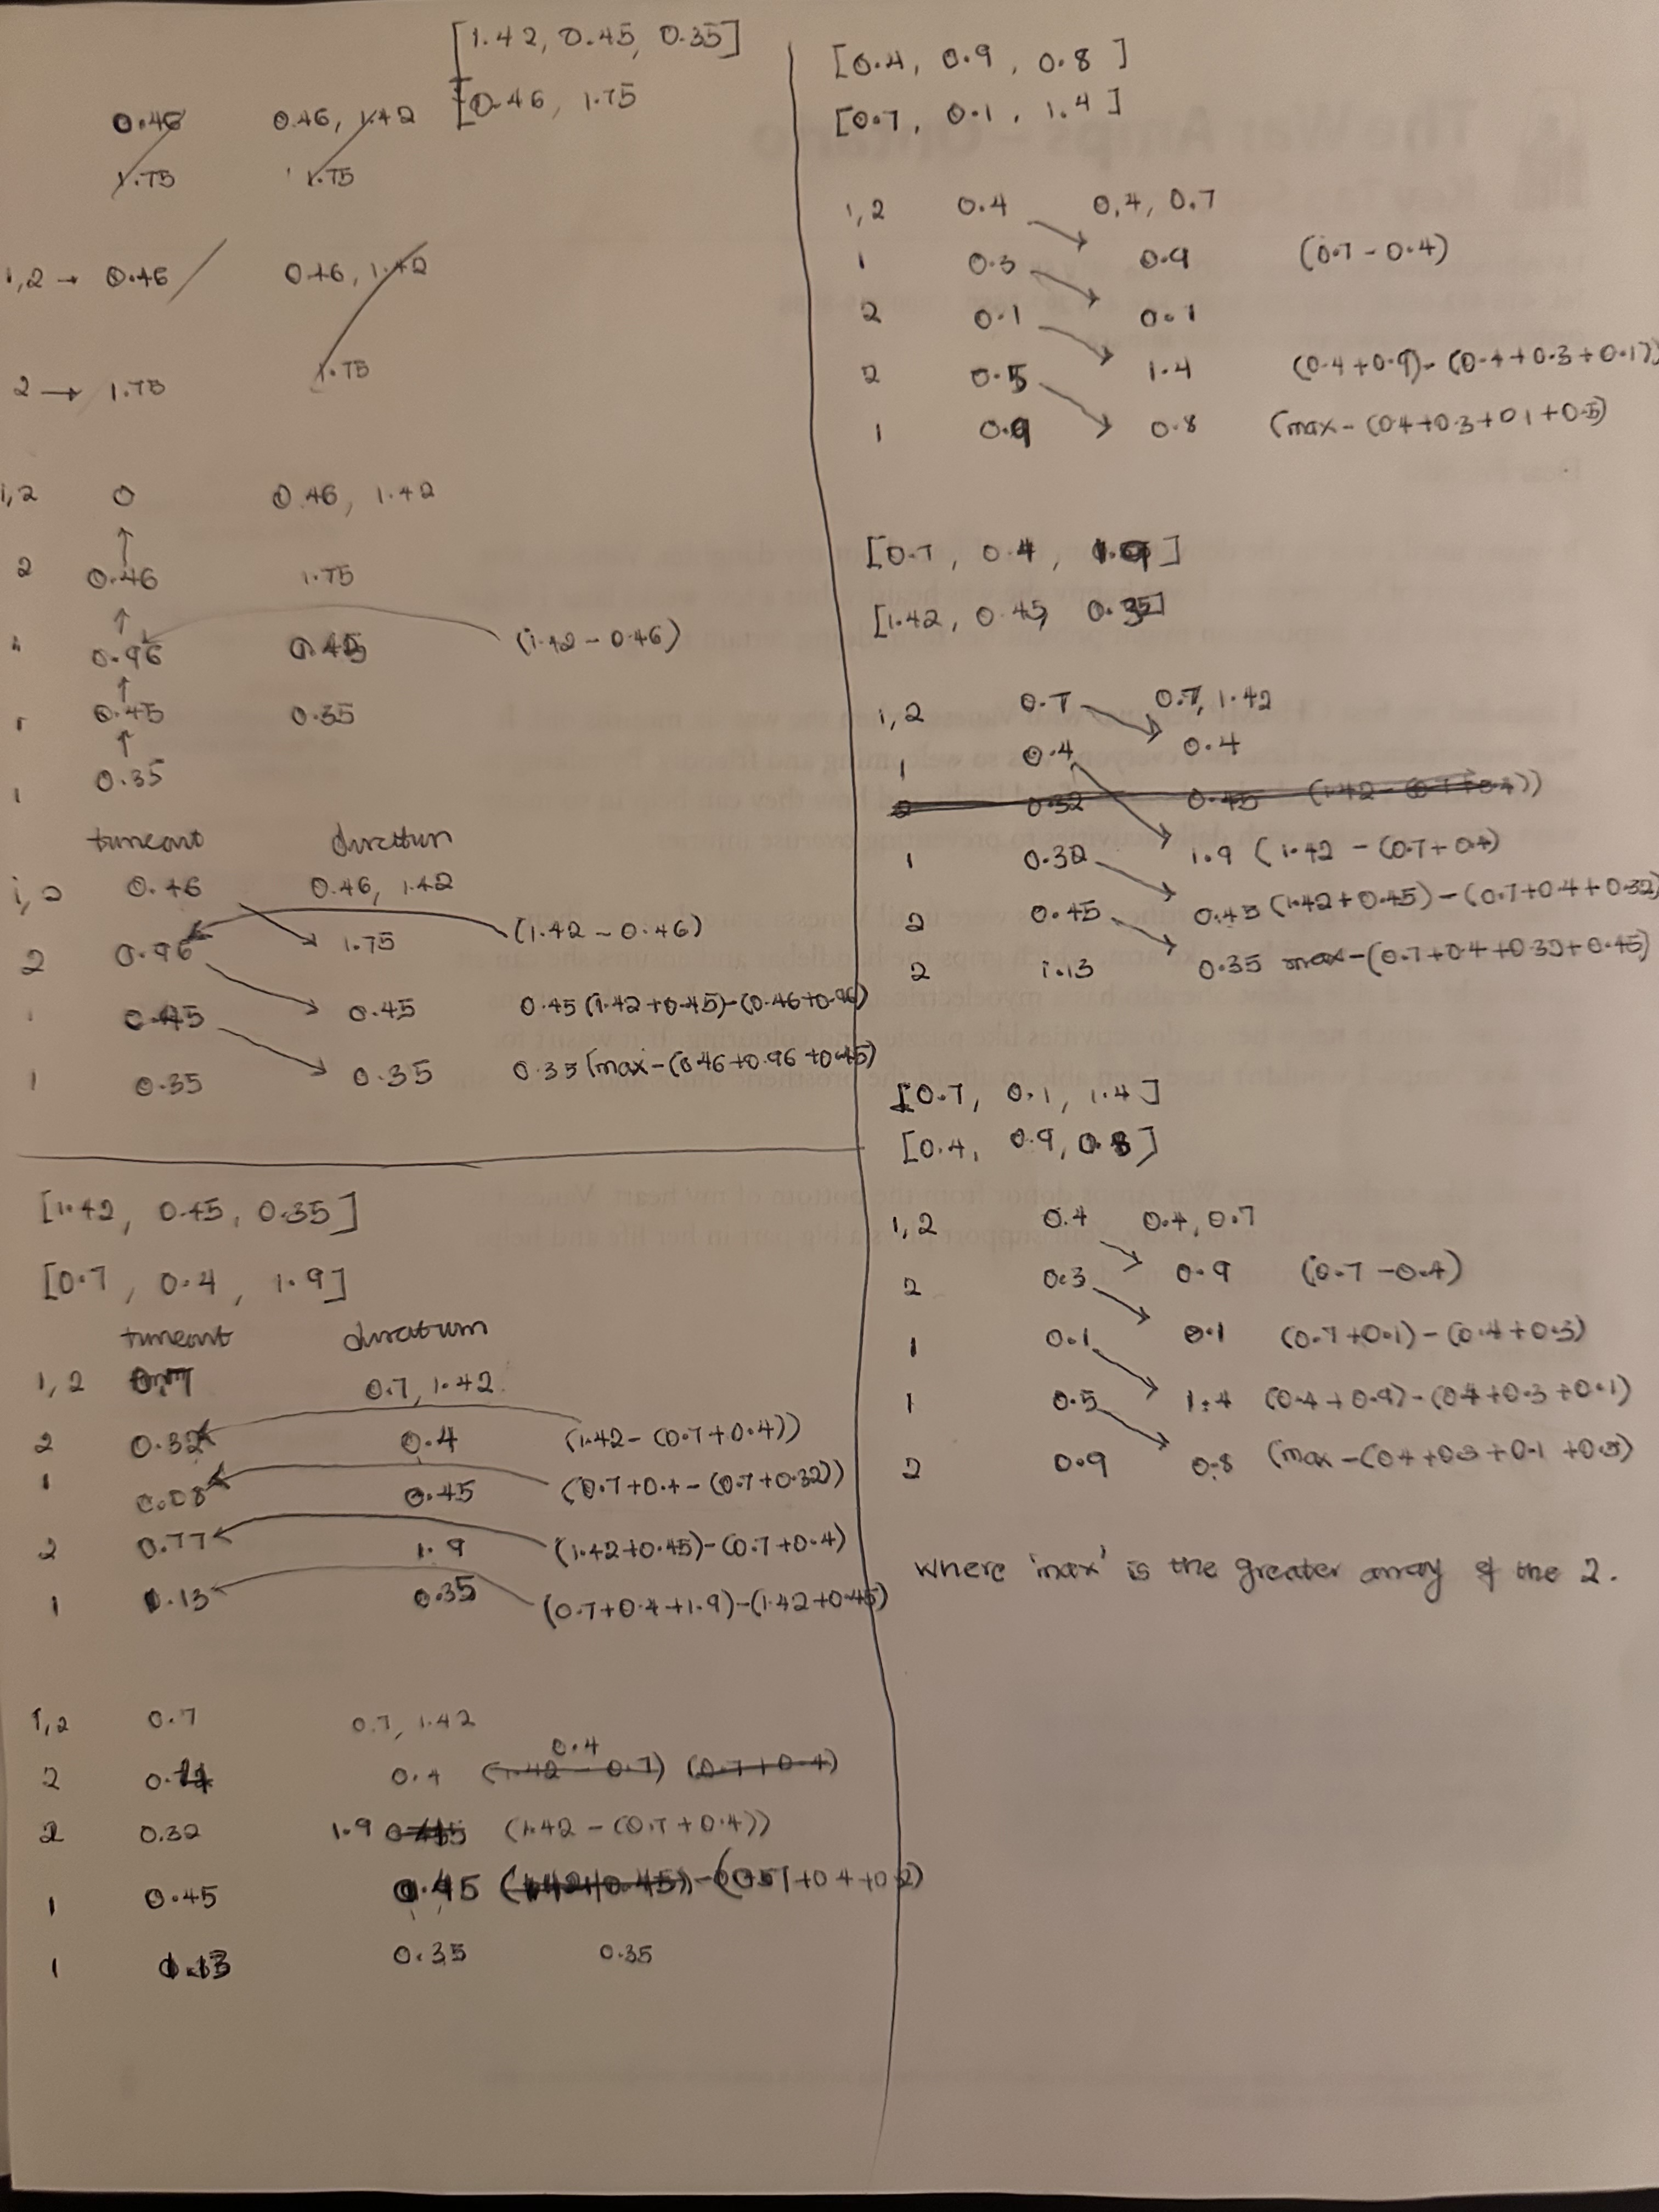 [1.42, 0.45, 0.35]
[0.46, 1.75
0.46 0.46, 1.42
1.75 1.75
1,2 → 0.46 0.46, 1.42
2 → 1.75 1.75
1,2 0 0.46, 1.42
2 0.46 1.75
0.96 0.45 (1.42 - 0.46)
0.45 0.35
1 0.35
timeout duration
1,2 0.46 0.46, 1.42
2 0.96 1.75 (1.42 - 0.46)
1 0.45 0.45 0.45 (1.42+0.45)-(0.46+0.96)
1 0.35 0.35 0.35 (max-(0.46+0.96+0.45)
[1.42, 0.45, 0.35]
[0.7, 0.4, 1.9]
timeout duration
1,2 0.7 0.7, 1.42
2 0.32 0.4 (1.42-(0.7+0.4))
1 0.08 0.45 (0.7+0.4-(0.7+0.32))
2 0.77 1.9 (1.42+0.45)-(0.7+0.4)
1 1.13 0.35 (0.7+0.4+1.9)-(1.42+0.45)
1,2 0.7 0.7, 1.42
0.4
2 0.4 (1.42 - 0.7) (0.7+0.4)
2 0.32 1.9 0.45 (1.42-(0.7+0.4))
1 0.45 0.45 (1.42+0.45)
1 1.13 0.35 0.35
[0.4, 0.9, 0.8]
[0.7, 0.1, 1.4]
1,2 0.4 0.4, 0.7
1 0.3 0.9 (0.7-0.4)
2 0.1 0.1
2 0.5 1.4 (0.4+0.9)-(0.4+0.3+0.1))
1 0.9 0.8 (max-(0.4+0.3+0.1+0.5)
[0.7, 0.4, 1.9]
[1.42, 0.45, 0.35]
1,2 0.7 0.7, 1.42
1 0.4 0.4
2 0.32 0.45 (1.42-(0.7+0.4))
1 0.32 1.9 (1.42-(0.7+0.4)
2 0.45 0.45 (1.42+0.45)-(0.7+0.4+0.32)
2 1.13 0.35 max-(0.7+0.4+0.32+0.45)
[0.7, 0.1, 1.4]
[0.4, 0.9, 0.8]
1,2 0.4 0.4, 0.7
2 0.3 0.9 (0.7-0.4)
1 0.1 0.1 (0.7+0.1)-(0.4+0.3)
1 0.5 1.4 (0.4+0.9)-(0.4+0.3+0.1)
2 0.9 0.8 (max-(0.4+0.3+0.1+0.5)
where 'max' is the greater array of the 2.